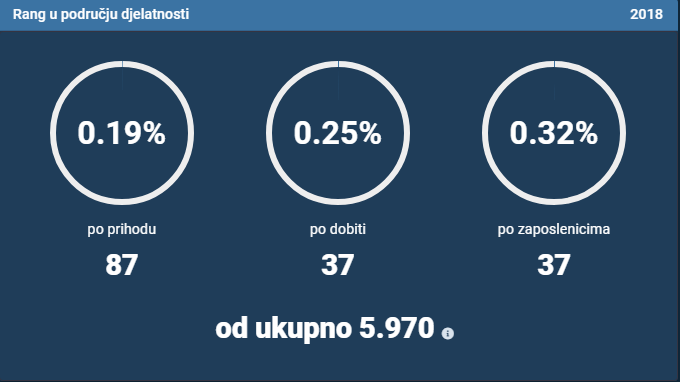 Rang u području djelatnosti 2018
0.19% 0.25% 0.32%
po prihodu po dobiti po zaposlenicima
87 37 37
od ukupno 5.970 i